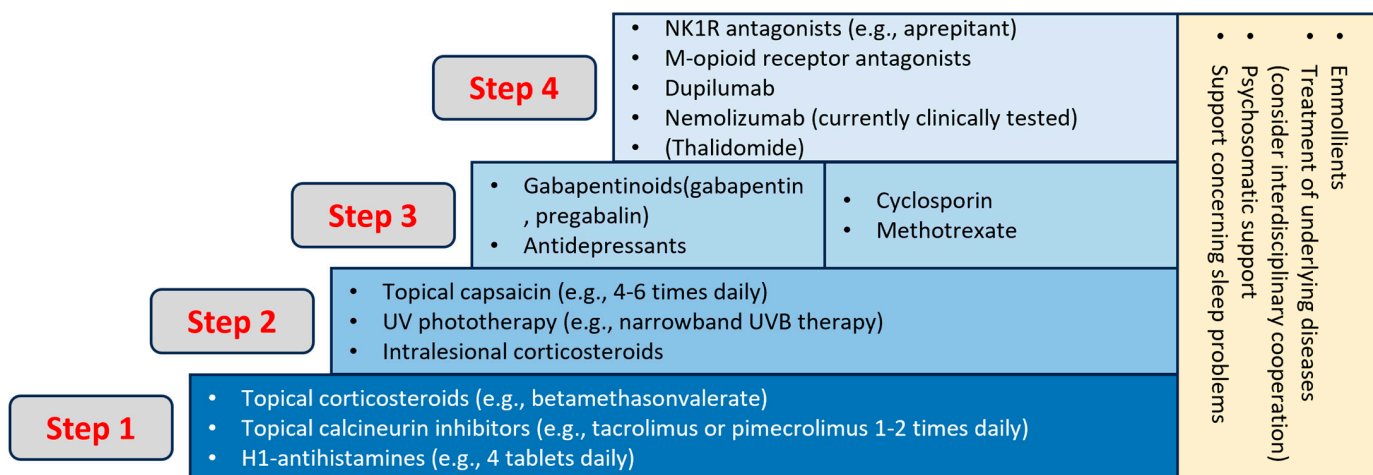 Step 4
• NK1R antagonists (e.g., aprepitant)
• M-opioid receptor antagonists
• Dupilumab
• Nemolizumab (currently clinically tested)
• (Thalidomide)
Step 3
• Gabapentinoids(gabapentin
, pregabalin)
• Antidepressants
• Cyclosporin
• Methotrexate
Step 2
• Topical capsaicin (e.g., 4-6 times daily)
• UV phototherapy (e.g., narrowband UVB therapy)
• Intralesional corticosteroids
Step 1
• Topical corticosteroids (e.g., betamethasonvalerate)
• Topical calcineurin inhibitors (e.g., tacrolimus or pimecrolimus 1-2 times daily)
• H1-antihistamines (e.g., 4 tablets daily)
• Emmollients
• Treatment of underlying diseases
(consider interdisciplinary cooperation)
• Psychosomatic support
• Support concerning sleep problems